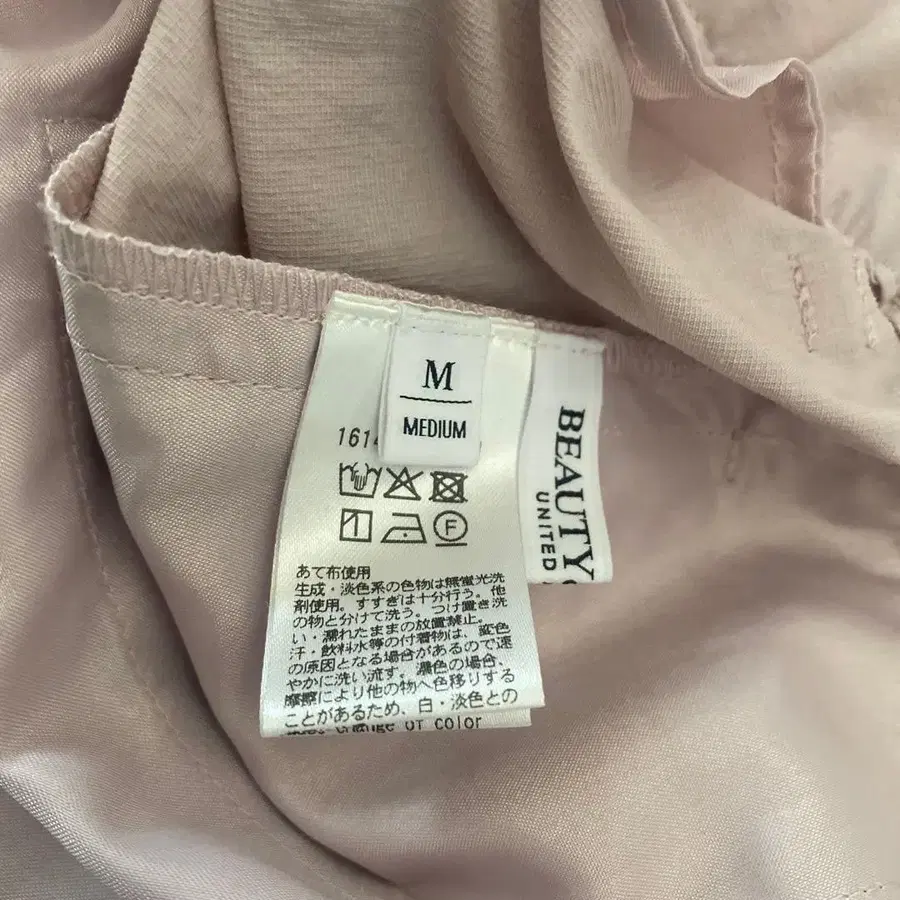 M
MEDIUM
161
F
あて布使用
生成・淡色系の色物は無蛍光洗
剤使用。すすぎは十分行う。他
の物と分けて洗う。つけ置き洗
い・濡れたままの放置禁止。
汗・飲料水等の付着物は、変色
の原因となる場合があるので速
やかに洗い流す。濃色の場合、
摩擦により他の物へ色移りする
ことがあるため、白・淡色との
of color
BEAUTY
UNITED